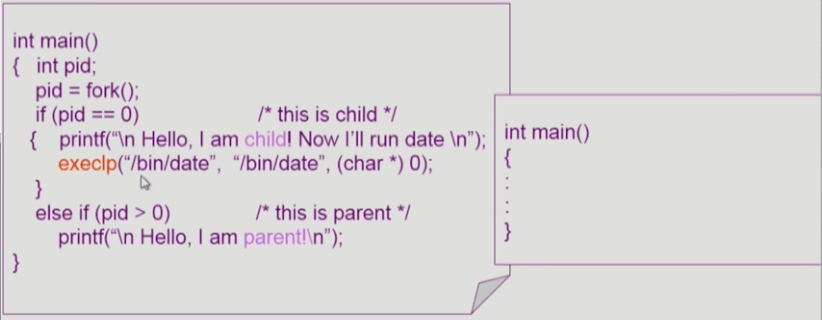 int main()
{ int pid;
pid = fork();
if (pid == 0) /* this is child */
{ printf(“\n Hello, I am child! Now I’ll run date \n”);
execlp(“/bin/date”, “/bin/date”, (char *) 0);
}
else if (pid > 0) /* this is parent */
printf(“\n Hello, I am parent!\n”);
}
int main()
{
:
:
}